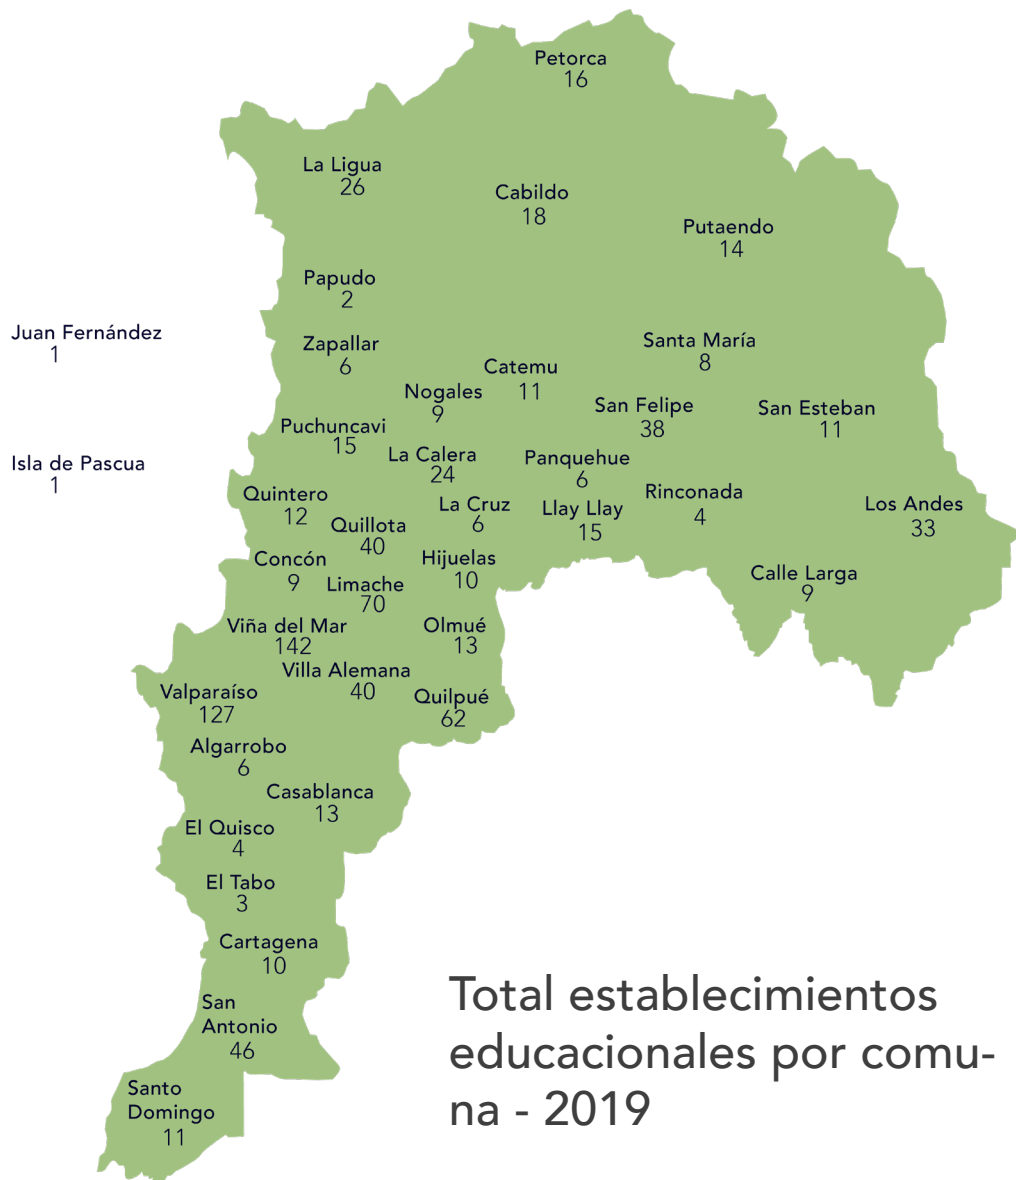 Petorca
16
La Ligua
26
Cabildo
18
Putaendo
14
Papudo
2
Juan Fernández
1
Zapallar
6
Santa María
8
Catemu
11
Nogales
9
San Felipe
38
San Esteban
11
Puchuncavi
15
La Calera
24
Panquehue
6
Isla de Pascua
1
Quintero
12
Rinconada
4
La Cruz
6
Llay Llay
15
Los Andes
33
Quillota
40
Concón
9
Hijuelas
10
Calle Larga
9
Limache
70
Viña del Mar
142
Olmué
13
Villa Alemana
40
Valparaíso
127
Quilpué
62
Algarrobo
6
Casablanca
13
El Quisco
4
El Tabo
3
Cartagena
10
San
Antonio
46
Santo
Domingo
11
Total establecimientos
educacionales por comu-
na - 2019